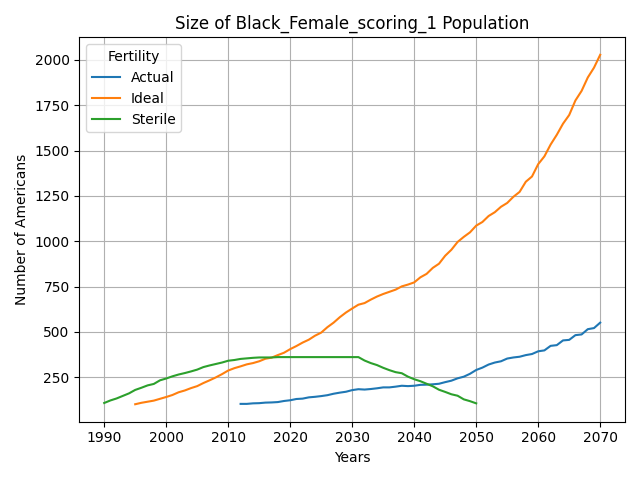 Size of Black_Female_scoring_1 Population
Fertility
Actual
Ideal
Sterile
Number of Americans
2000
1750
1500
1250
1000
750
500
250
1990 2000 2010 2020 2030 2040 2050 2060 2070
Years